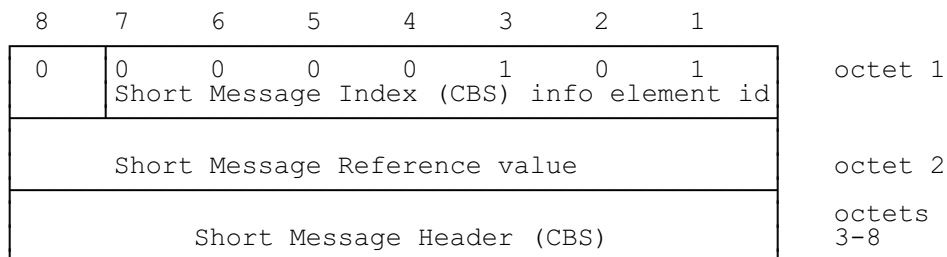 8 7 6 5 4 3 2 1
0 0 0 0 0 1 0 1 octet 1
Short Message Index (CBS) info element id
Short Message Reference value octet 2
octets
Short Message Header (CBS) 3-8